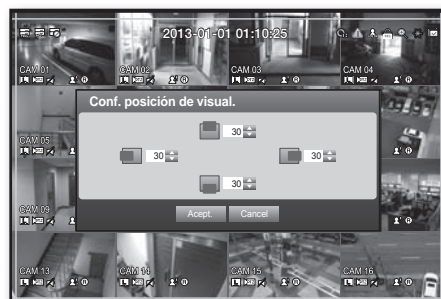 2013-01-01 01:10:25
CAM 01
CAM 02
CAM 03
CAM 04
Conf. posición de visual.
CAM 05
30
30
30
30
CAM 09
Acept.
Cancel
CAM 13
CAM 14
CAM 15
CAM 16